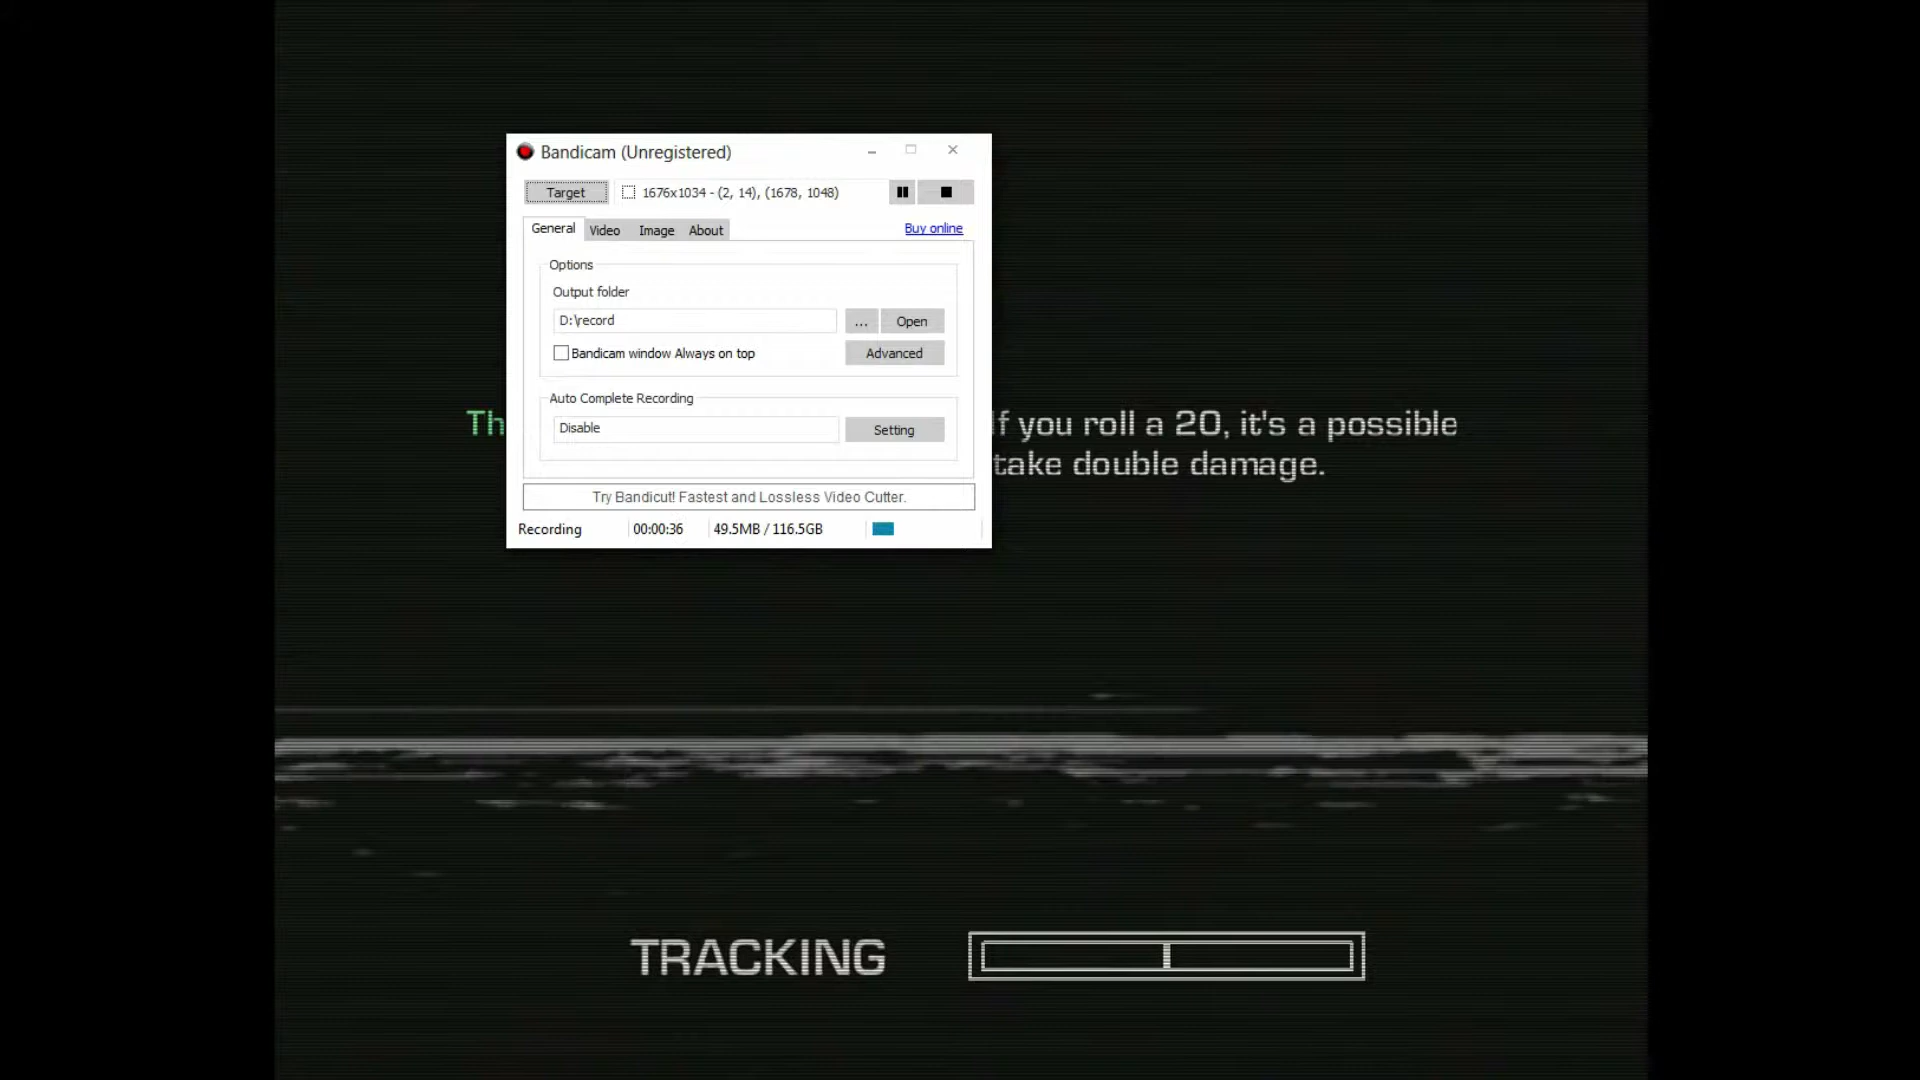 Bandicam (Unregistered)
Target 1676x1034 - (2, 14), (1678, 1048)
General Video Image About Buy online
Options
Output folder
D:\record ... Open
Bandicam window Always on top Advanced
Auto Complete Recording
Disable Setting
Try Bandicut! Fastest and Lossless Video Cutter.
Recording 00:00:36 49.5MB / 116.5GB
If you roll a 20, it's a possible
take double damage.
TRACKING